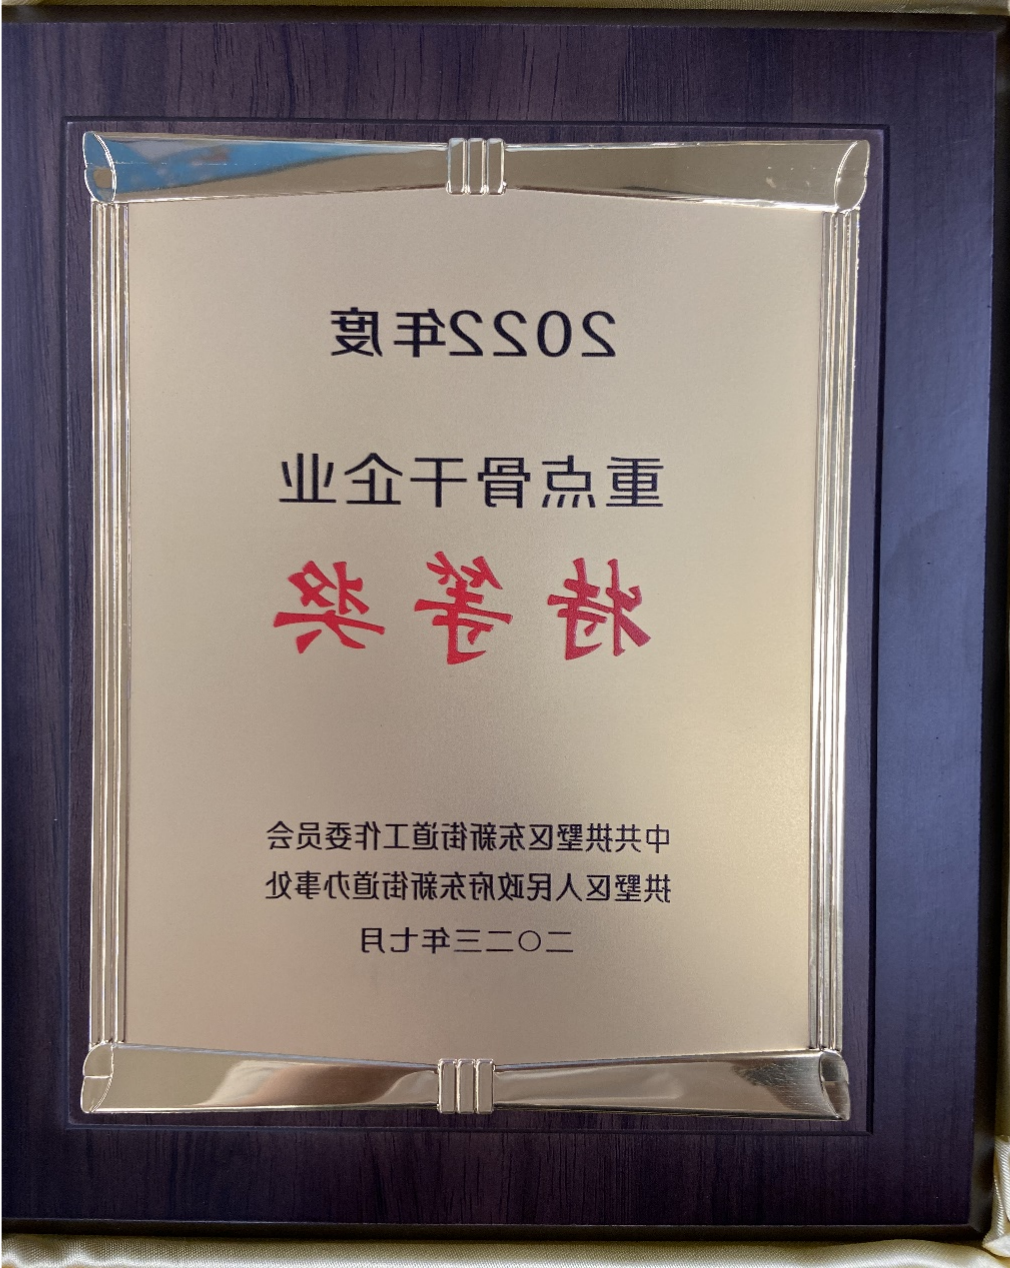 2022年度
重点骨干企业
特等奖
中共拱墅区东新街道工作委员会
拱墅区人民政府东新街道办事处
二〇二三年七月